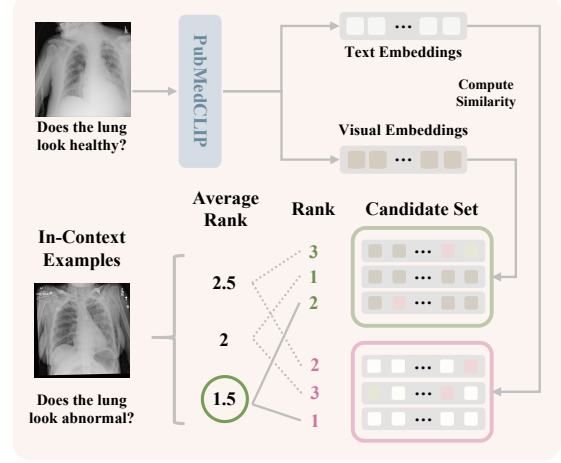 Does the lung
look healthy?
PubMedCLIP
Text Embeddings
Compute
Similarity
Visual Embeddings
Average
Rank
Rank
Candidate Set
In-Context
Examples
2.5
2
1.5
3
1
2
2
3
1
Does the lung
look abnormal?